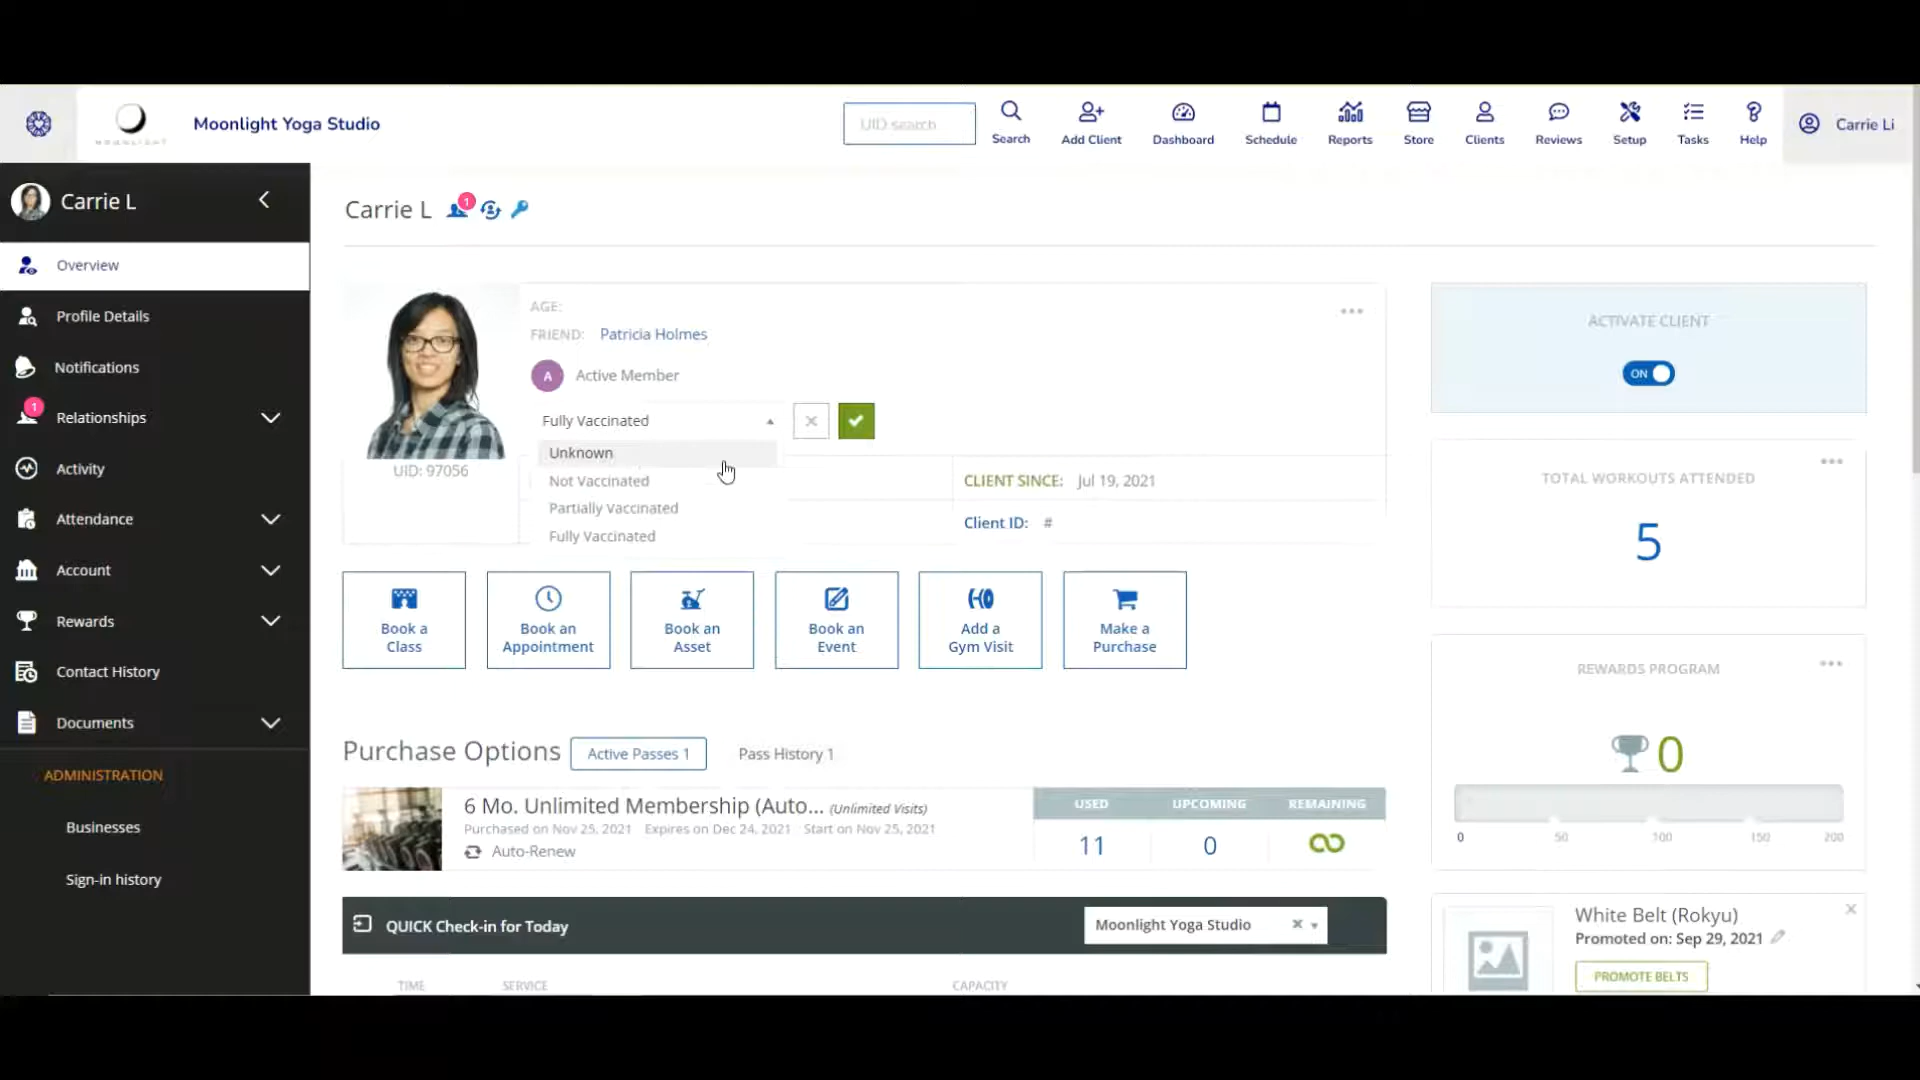 Moonlight Yoga Studio
MOONLIGHT
UID search
Search
Add Client
Dashboard
Schedule
Reports
Store
Clients
Reviews
Setup
Tasks
Help
Carrie Li
Carrie L
Overview
Profile Details
Notifications
1
Relationships
Activity
Attendance
Account
Rewards
Contact History
Documents
ADMINISTRATION
Businesses
Sign-in history
Carrie L
1
UID: 97056
AGE:
FRIEND: Patricia Holmes
A
Active Member
Fully Vaccinated
Unknown
Not Vaccinated
Partially Vaccinated
Fully Vaccinated
CLIENT SINCE: Jul 19, 2021
Client ID: #
Book a
Class
Book an
Appointment
Book an
Asset
Book an
Event
Add a
Gym Visit
Make a
Purchase
Purchase Options
Active Passes 1
Pass History 1
6 Mo. Unlimited Membership (Auto... (Unlimited Visits)
Purchased on Nov 25, 2021 Expires on Dec 24, 2021 Start on Nov 25, 2021
Auto-Renew
USED UPCOMING REMAINING
11 0
QUICK Check-in for Today
Moonlight Yoga Studio
TIME SERVICE CAPACITY
ACTIVATE CLIENT
ON
TOTAL WORKOUTS ATTENDED
5
REWARDS PROGRAM
0
0 50 100 150 200
White Belt (Rokyu)
Promoted on: Sep 29, 2021
PROMOTE BELTS